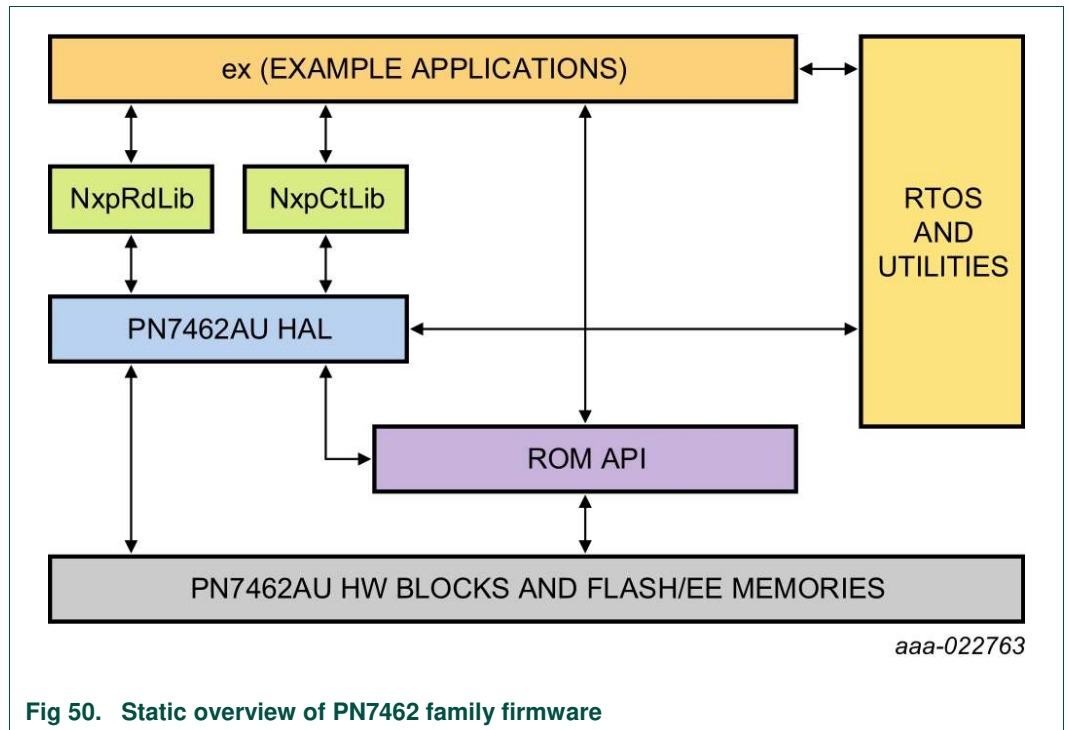 ex (EXAMPLE APPLICATIONS)
NxpRdLib
NxpCtLib
RTOS
AND
UTILITIES
PN7462AU HAL
ROM API
PN7462AU HW BLOCKS AND FLASH/EE MEMORIES
aaa-022763
Fig 50. Static overview of PN7462 family firmware